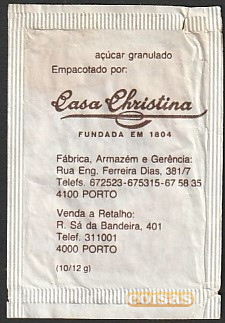 açúcar granulado
Empacotado por:
Casa Christina
FUNDADA EM 1804
Fábrica, Armazém e Gerência:
Rua Eng. Ferreira Dias, 381/7
Telefs. 672523-675315-67 58 35
4100 PORTO
Venda a Retalho:
R. Sá da Bandeira, 401
Telef. 311001
4000 PORTO
(10/12 g)
coisas